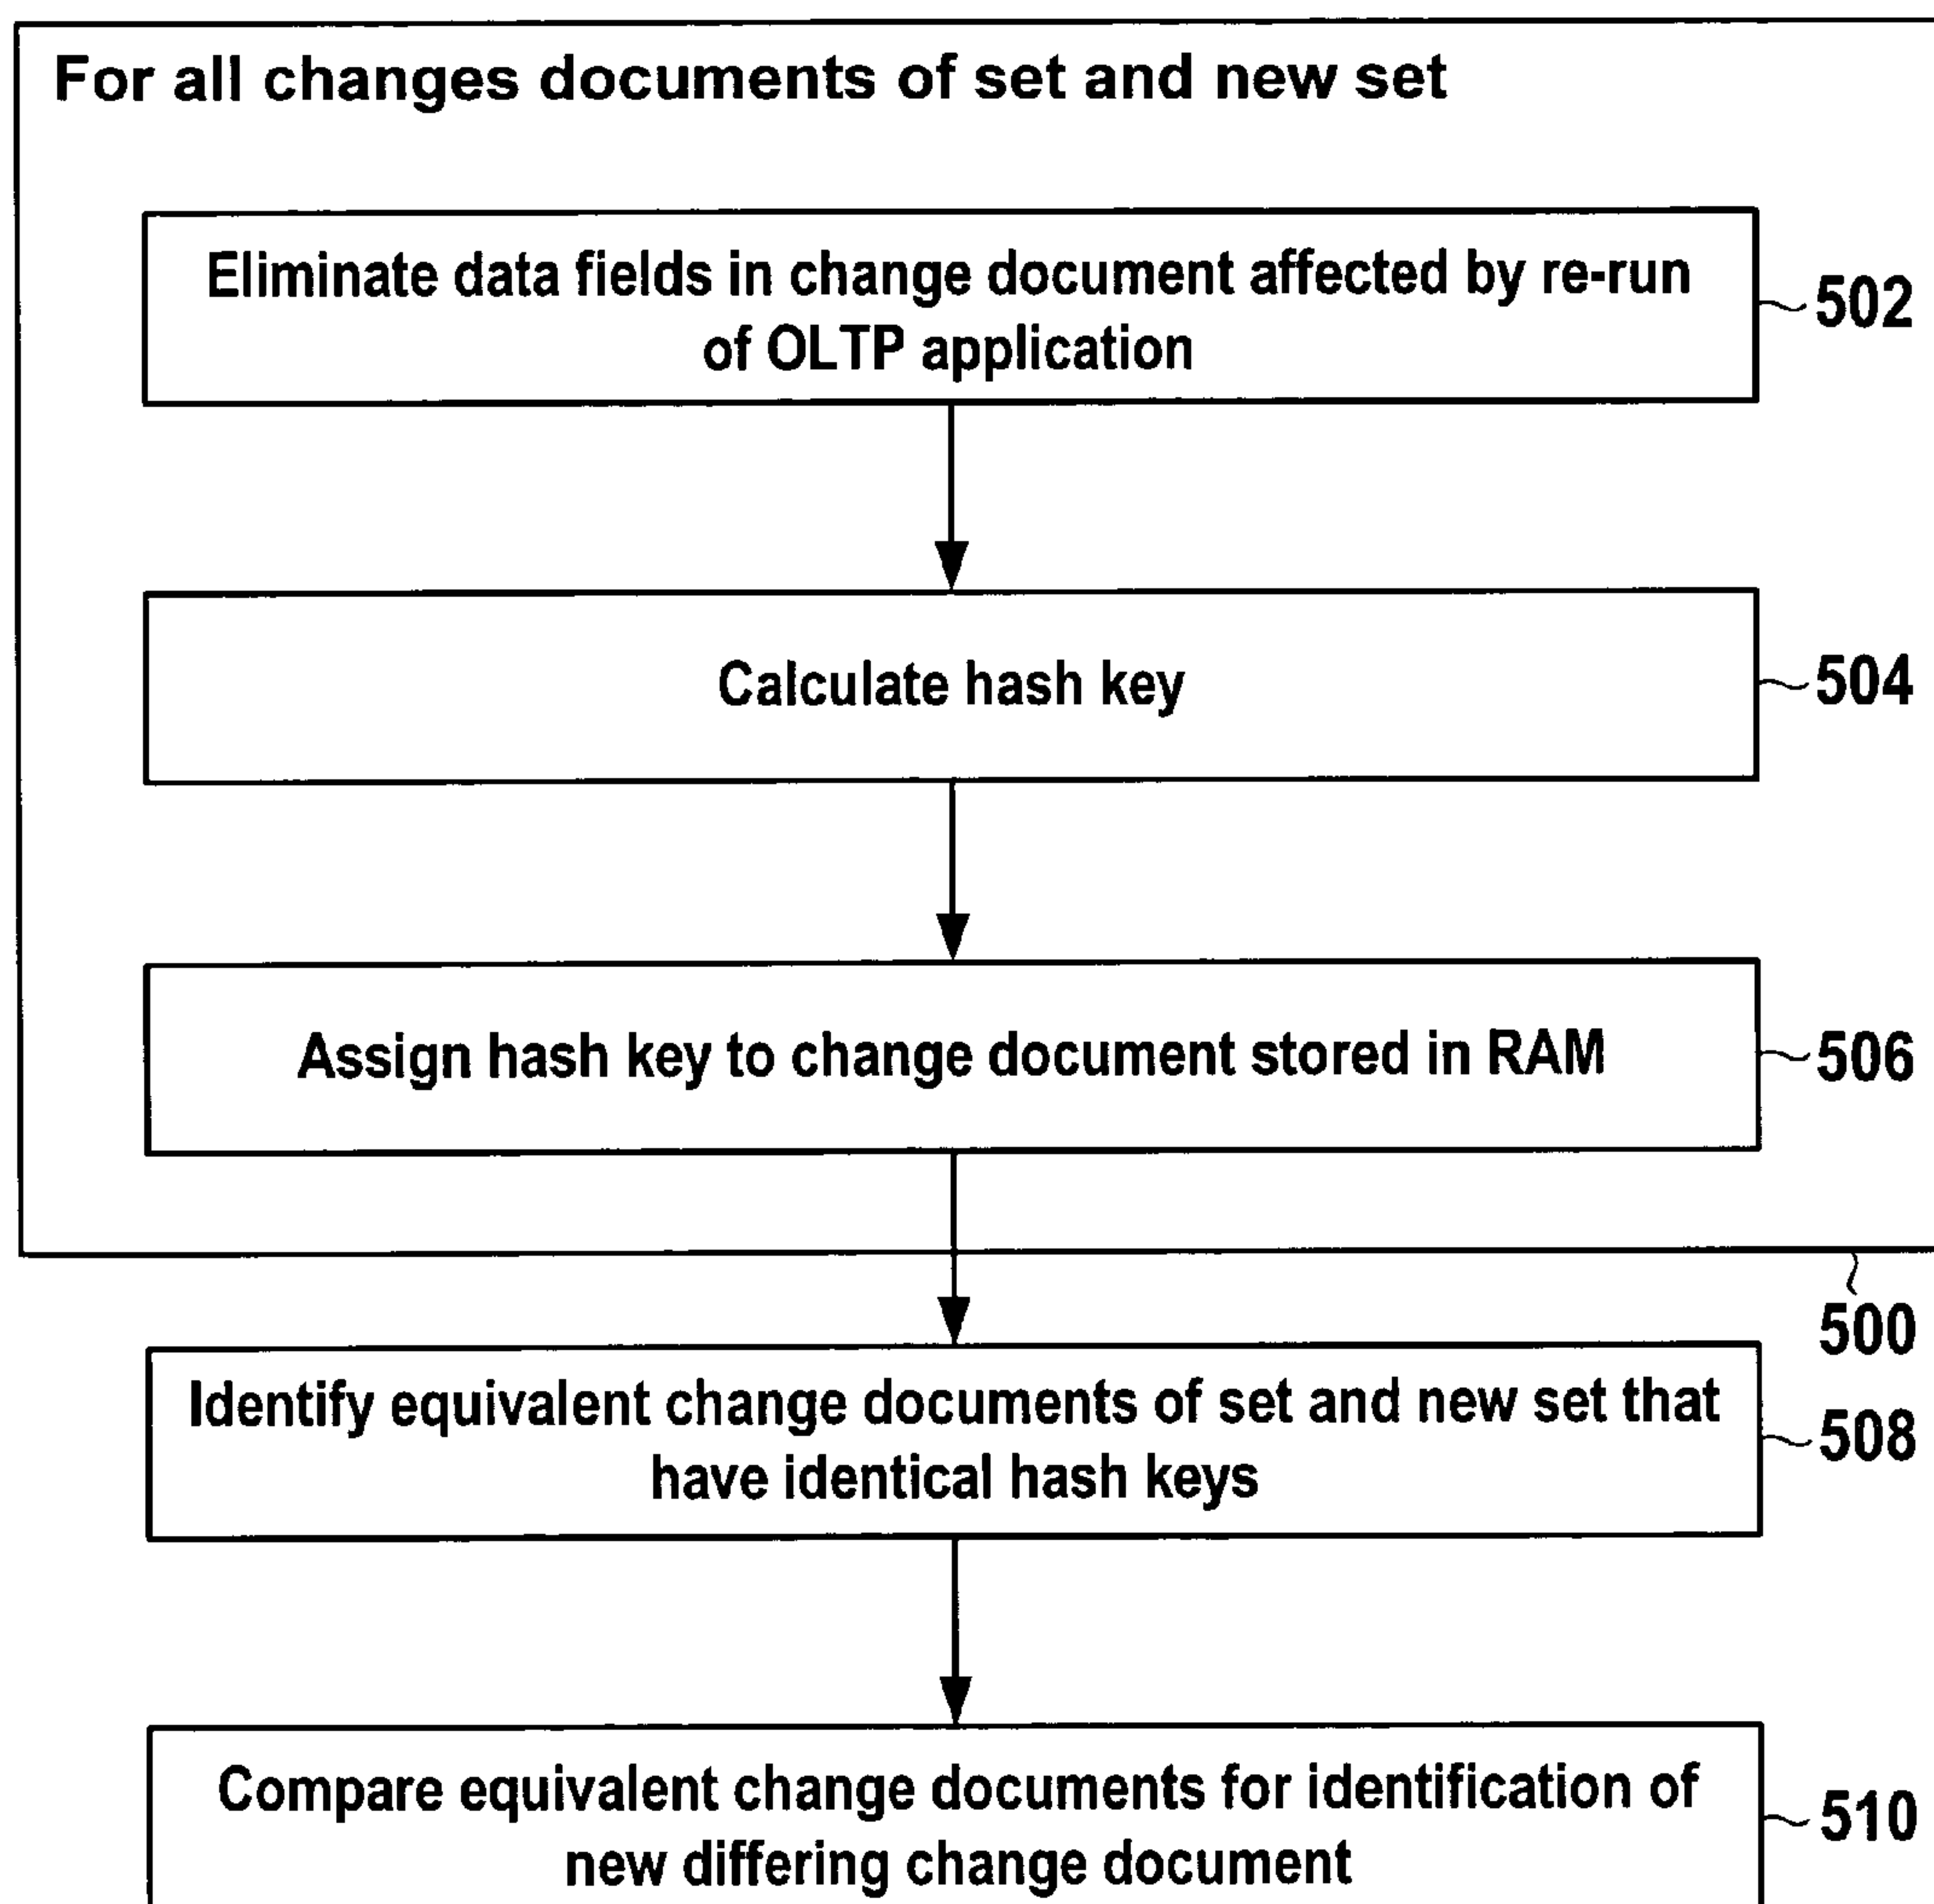 For all changes documents of set and new set
Eliminate data fields in change document affected by re-run
of OLTP application
502
Calculate hash key
504
Assign hash key to change document stored in RAM
506
500
Identify equivalent change documents of set and new set that
have identical hash keys
508
Compare equivalent change documents for identification of
new differing change document
510